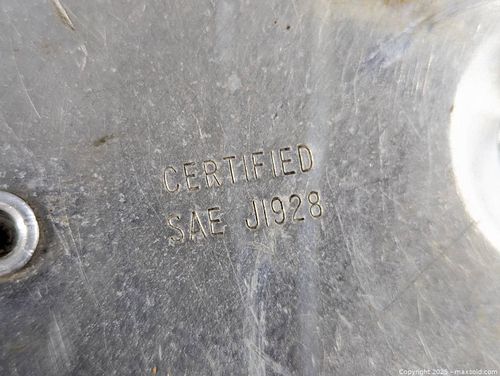 CERTIFIED
SAE J1928
Copyright 2025 - maxsold.com